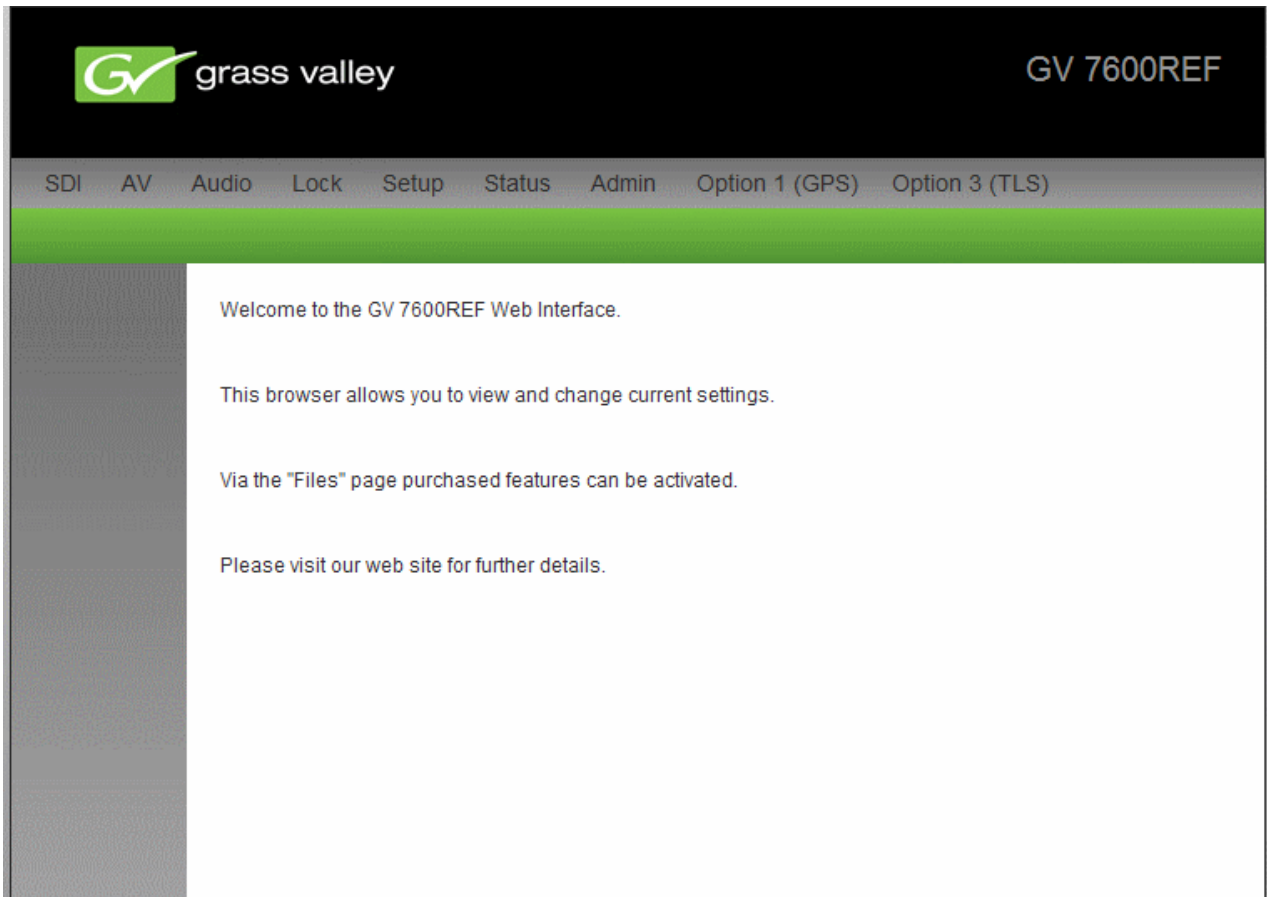 GV grass valley
GV 7600REF
SDI AV Audio Lock Setup Status Admin Option 1 (GPS) Option 3 (TLS)
Welcome to the GV 7600REF Web Interface.
This browser allows you to view and change current settings.
Via the "Files" page purchased features can be activated.
Please visit our web site for further details.